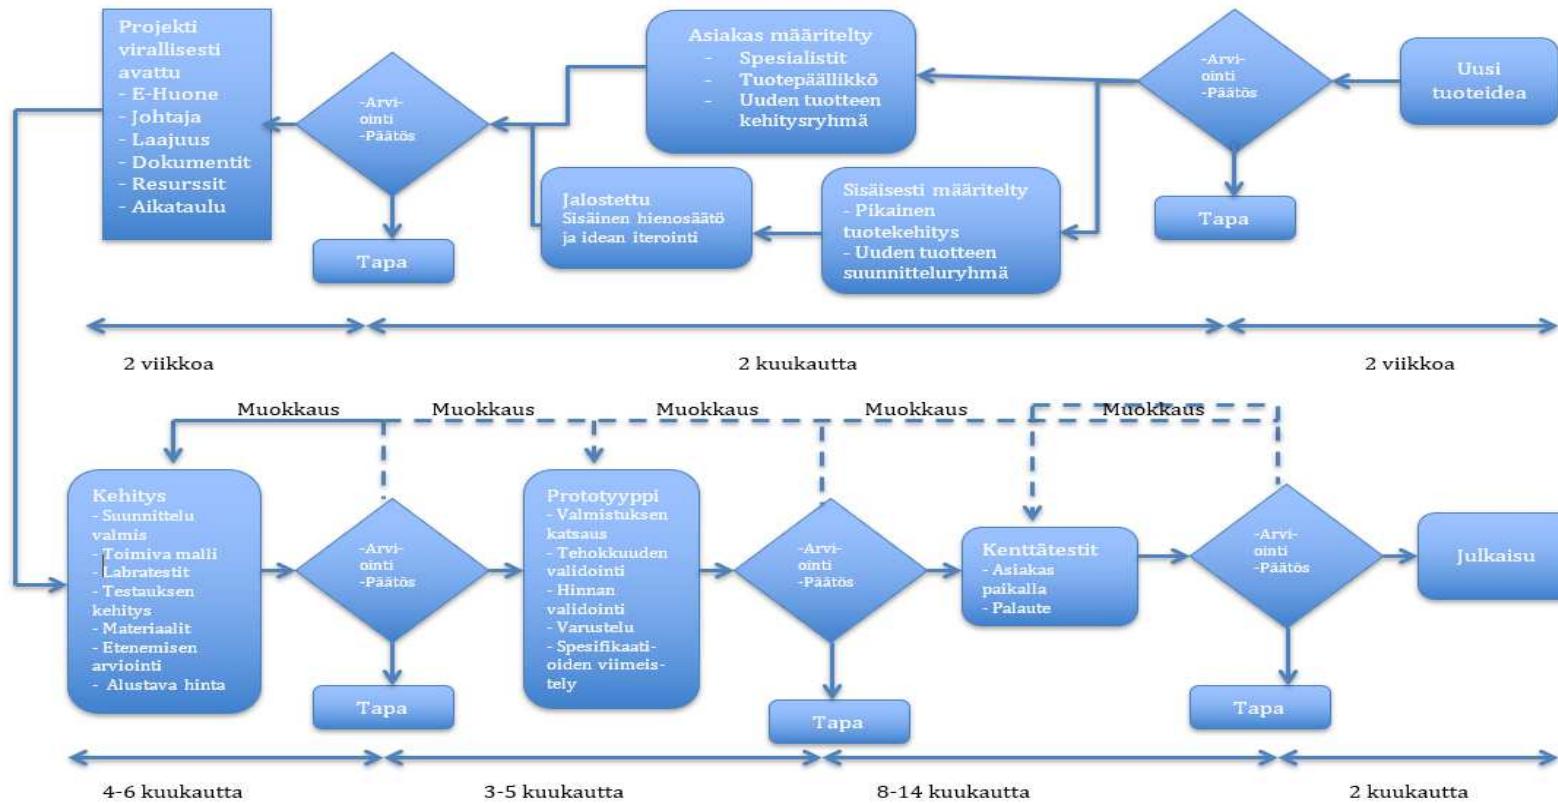 Projekti
virallisesti
avattu
- E-Huone
- Johtaja
- Laajuus
- Dokumentit
- Resurssit
- Aikataulu
-Arvi-
ointi
-Päätös
Tapa
Asiakas määritelty
- Spesialistit
- Tuotepäällikkö
- Uuden tuotteen
kehitysryhmä
Jalostettu
Sisäinen hienosäätö
ja idean iterointi
Sisäisesti määritelty
- Pikainen
tuotekehitys
- Uuden tuotteen
suunnitteluryhmä
-Arvi-
ointi
-Päätös
Tapa
Uusi
tuoteidea
2 viikkoa
2 kuukautta
2 viikkoa
Muokkaus
Muokkaus
Muokkaus
Muokkaus
Muokkaus
Kehitys
- Suunnittelu
valmis
- Toimiva malli
- Labratestit
- Testauksen
kehitys
- Materiaalit
- Etenemisen
arviointi
- Alustava hinta
-Arvi-
ointi
-Päätös
Tapa
Prototyyppi
- Valmistuksen
katsaus
- Tehokkuuden
validointi
- Hinnan
validointi
- Varustelu
- Spesifikaati-
oiden viimeis-
tely
-Arvi-
ointi
-Päätös
Tapa
Kenttätestit
- Asiakas
paikalla
- Palaute
-Arvi-
ointi
-Päätös
Tapa
Julkaisu
4-6 kuukautta
3-5 kuukautta
8-14 kuukautta
2 kuukautta